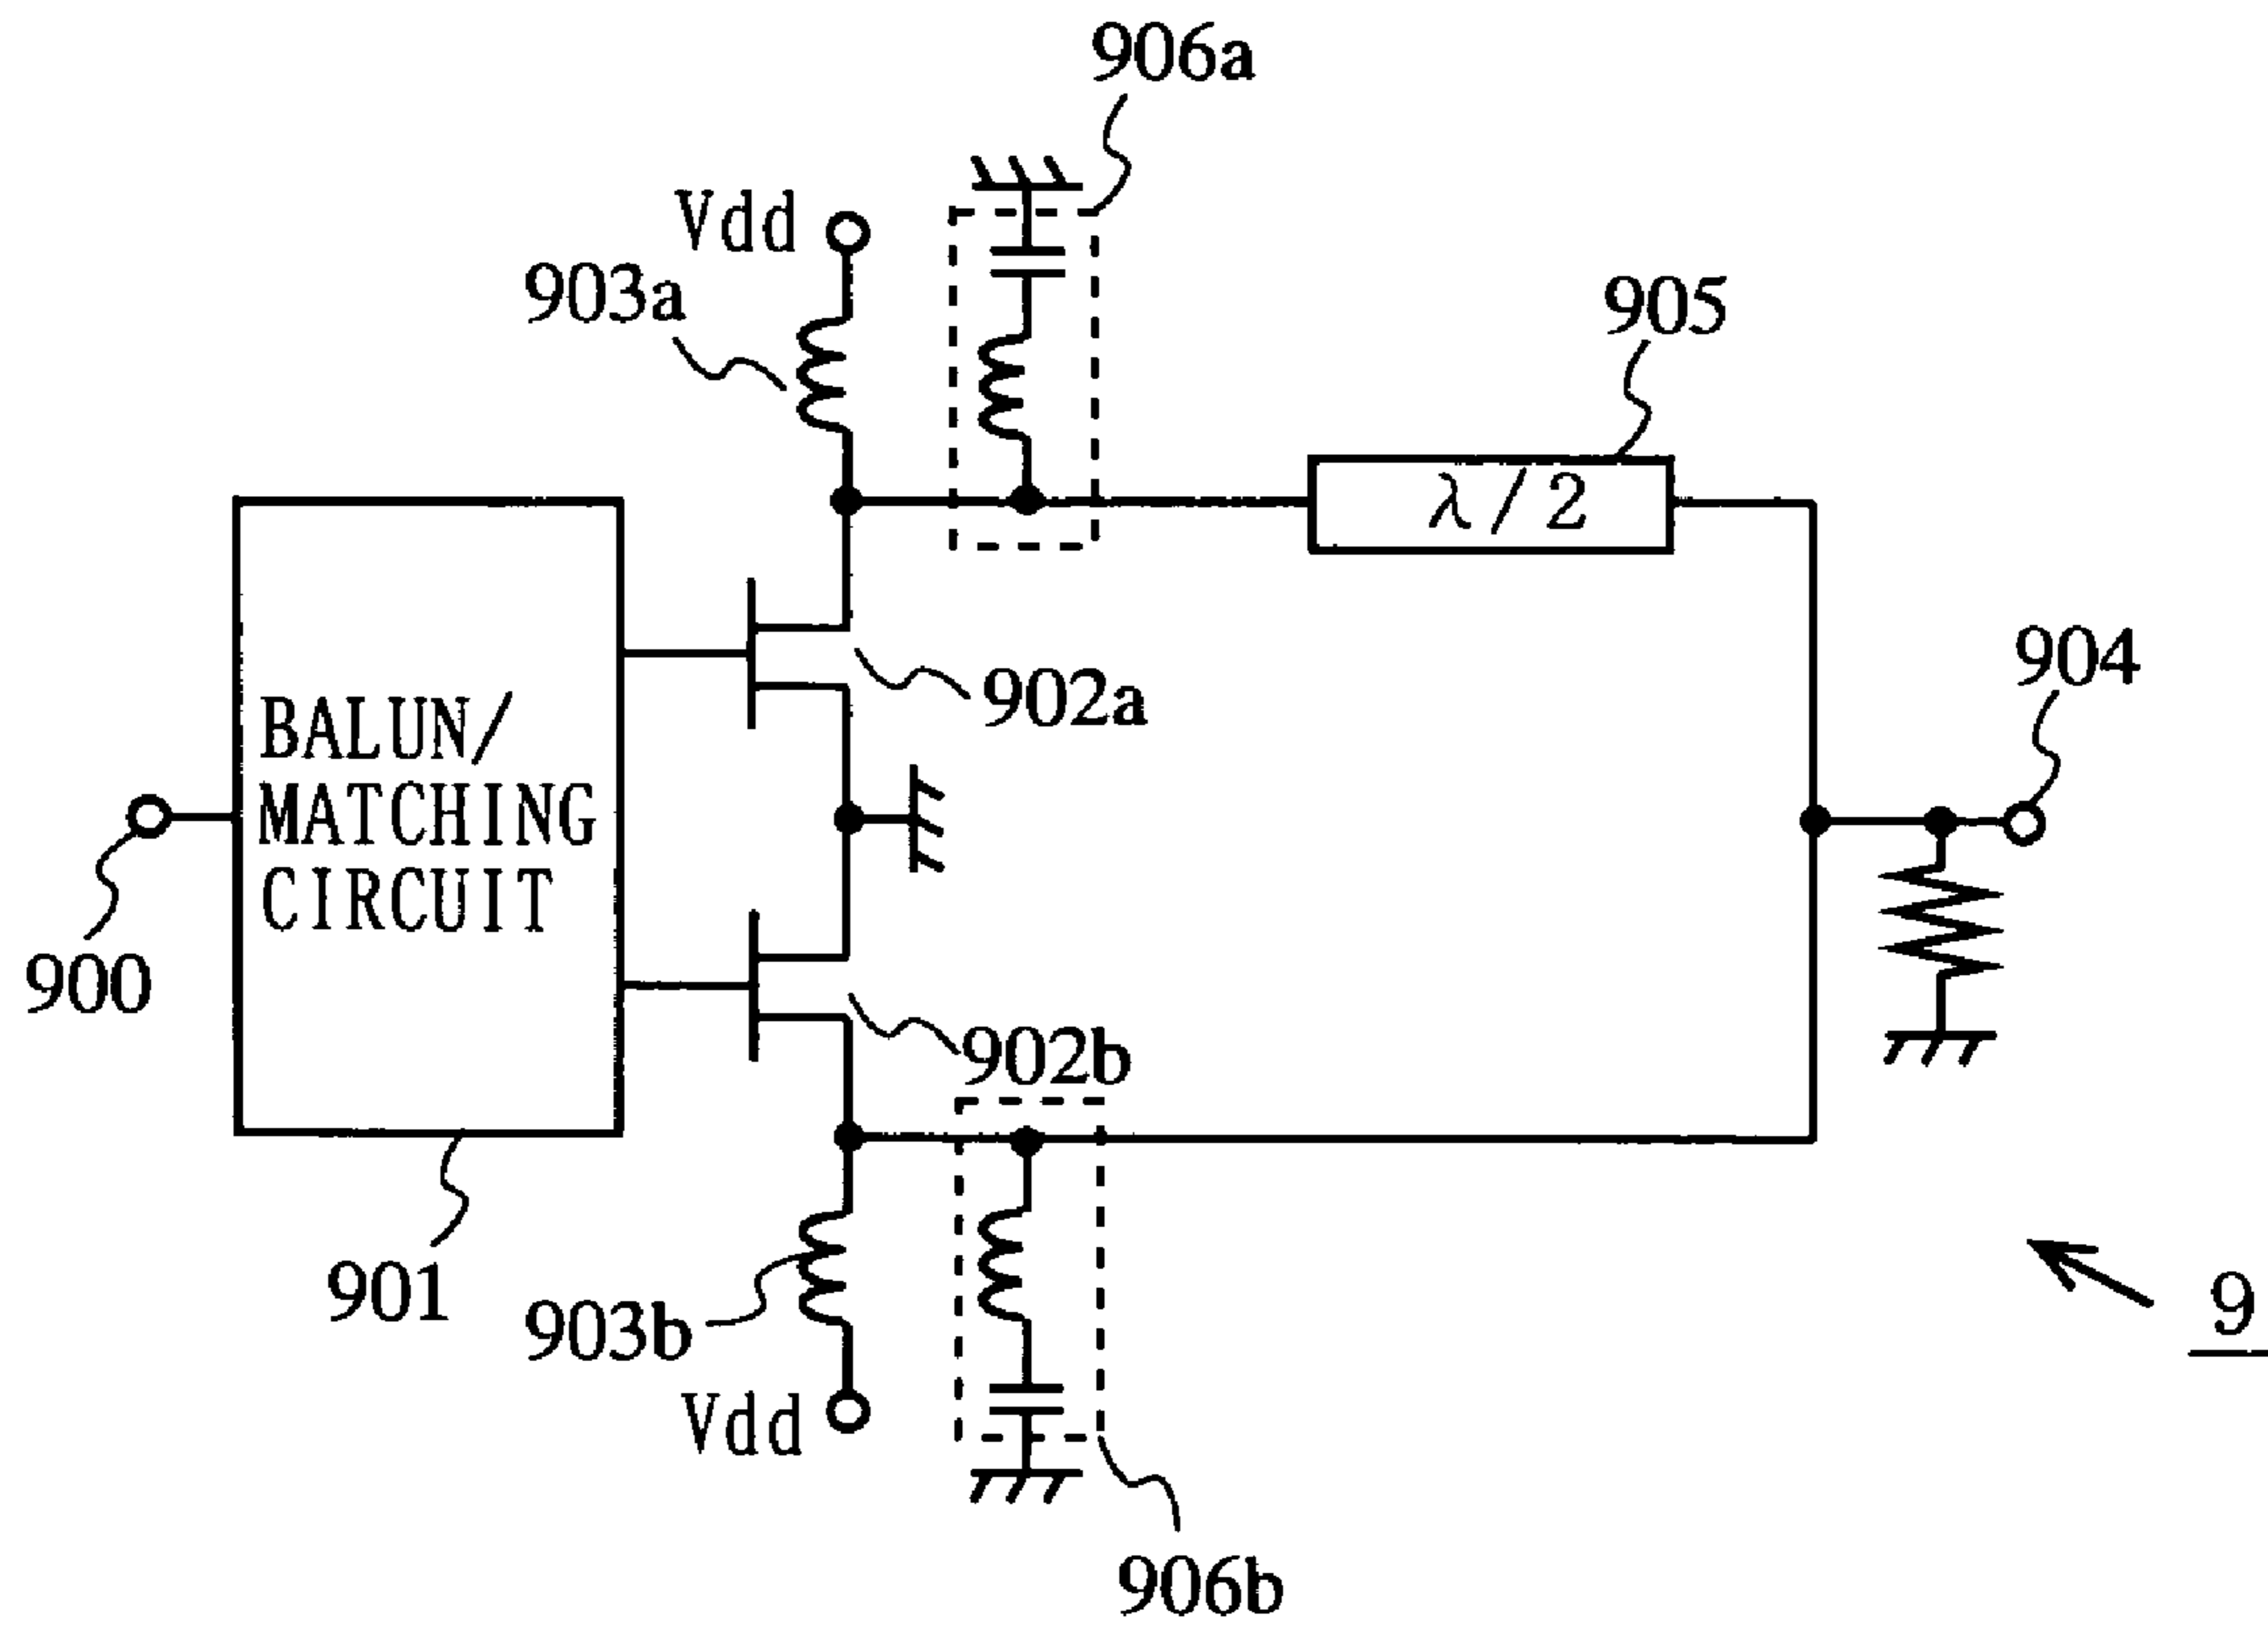 906a
Vdd
903a
905
λ/2
904
902a
BALUN/
MATCHING
CIRCUIT
900
902b
901
903b
9
Vdd
906b